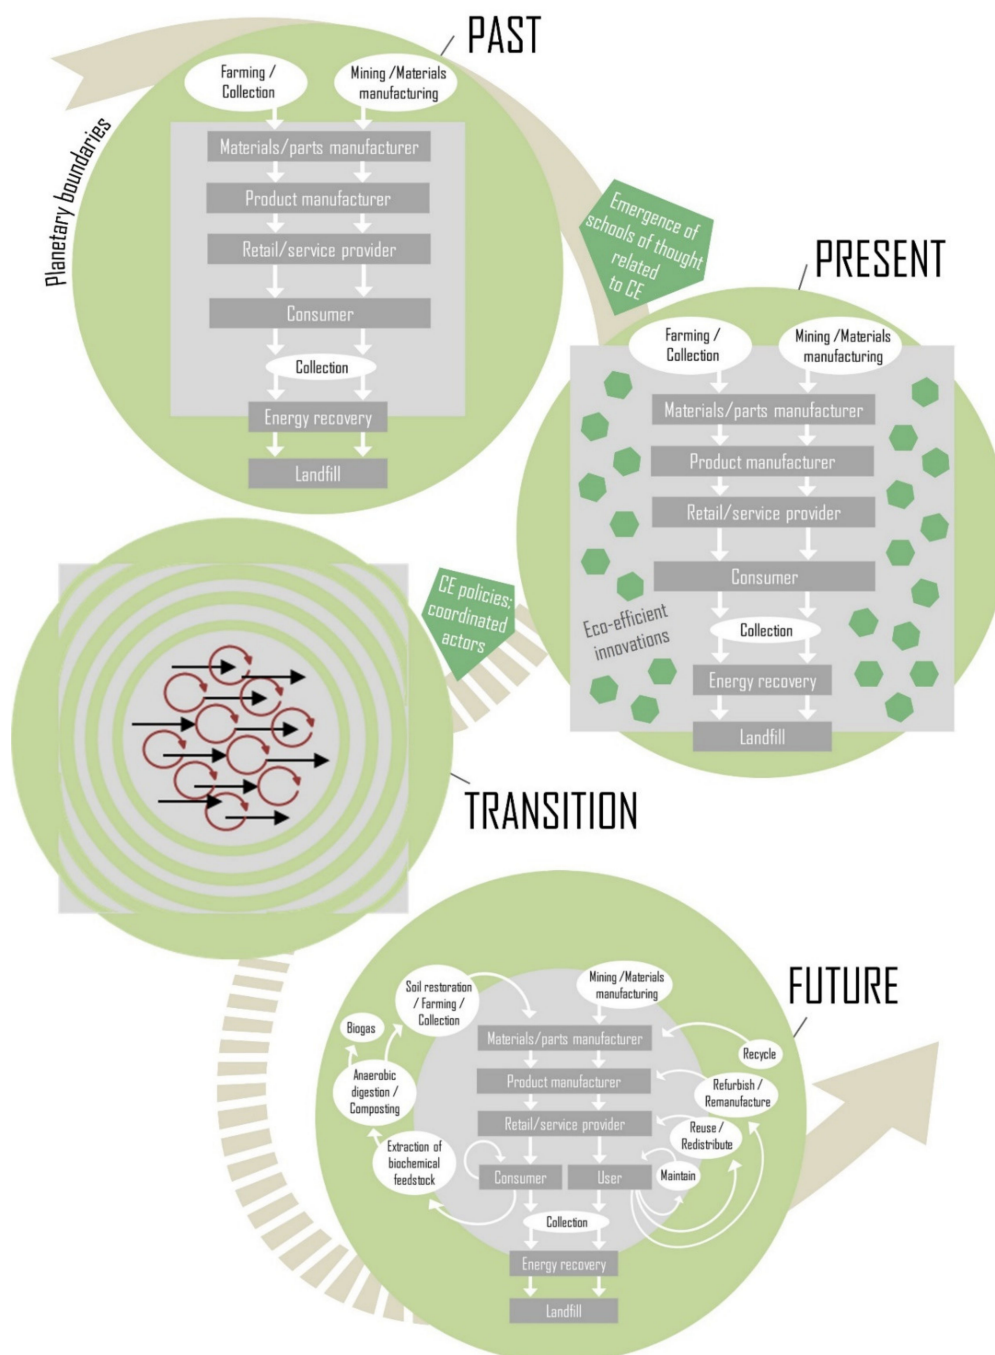 PAST
Farming /
Collection
Mining /Materials
manufacturing
Planetary boundaries
Materials/parts manufacturer
Product manufacturer
Retail/service provider
Consumer
Collection
Energy recovery
Landfill
Emergence of
schools of thought
related
to CE
PRESENT
Farming /
Collection
Mining /Materials
manufacturing
Materials/parts manufacturer
Product manufacturer
Retail/service provider
Consumer
Eco-efficient
innovations
Collection
Energy recovery
Landfill
CE policies;
coordinated
actors
TRANSITION
FUTURE
Soil restoration
/ Farming /
Collection
Mining /Materials
manufacturing
Biogas
Materials/parts manufacturer
Recycle
Anaerobic
digestion /
Composting
Product manufacturer
Refurbish /
Remanufacture
Retail/service provider
Reuse /
Redistribute
Extraction of
biochemical
feedstock
Consumer
User
Maintain
Collection
Energy recovery
Landfill